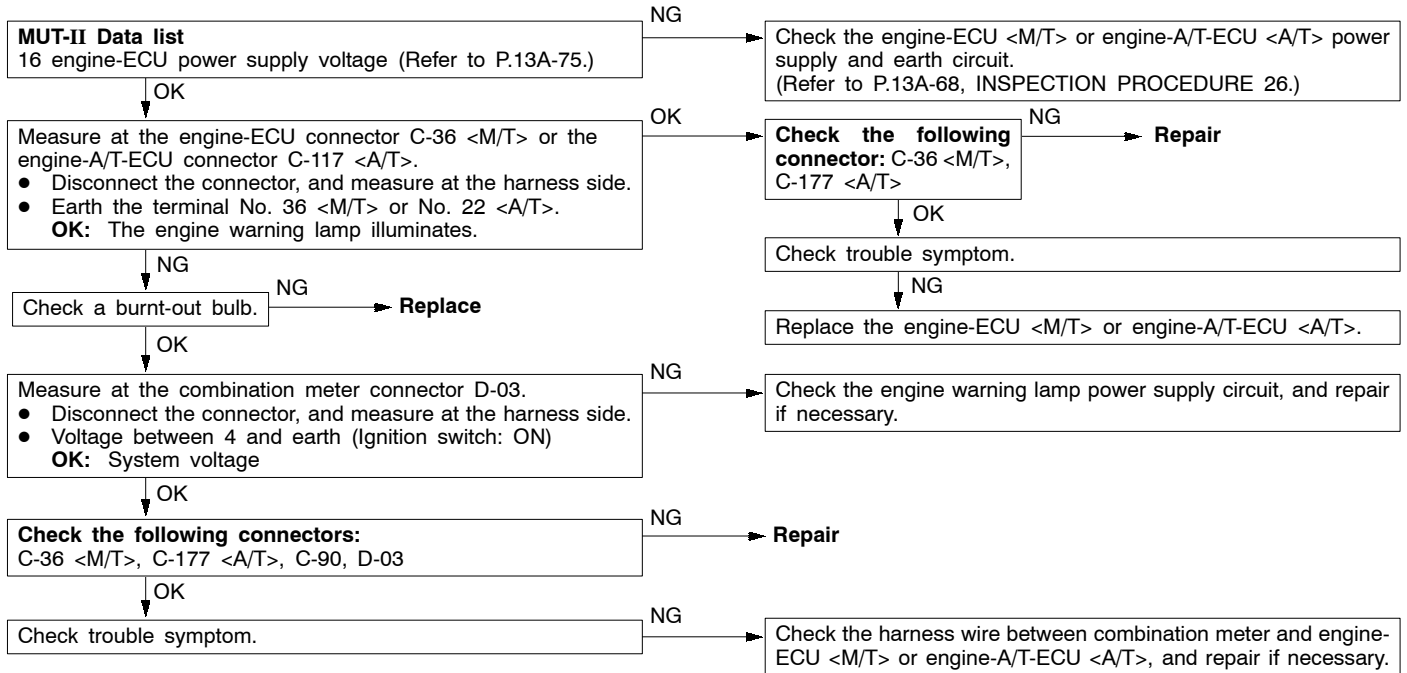 MUT-II Data list
16 engine-ECU power supply voltage (Refer to P.13A-75.)
NG
Check the engine-ECU <M/T> or engine-A/T-ECU <A/T> power
supply and earth circuit.
(Refer to P.13A-68, INSPECTION PROCEDURE 26.)
OK
Measure at the engine-ECU connector C-36 <M/T> or the
engine-A/T-ECU connector C-117 <A/T>.
● Disconnect the connector, and measure at the harness side.
● Earth the terminal No. 36 <M/T> or No. 22 <A/T>.
OK: The engine warning lamp illuminates.
OK
Check the following
connector: C-36 <M/T>,
C-177 <A/T>
NG
Repair
OK
Check trouble symptom.
NG
Replace the engine-ECU <M/T> or engine-A/T-ECU <A/T>.
NG
Check a burnt-out bulb.
NG
Replace
OK
Measure at the combination meter connector D-03.
● Disconnect the connector, and measure at the harness side.
● Voltage between 4 and earth (Ignition switch: ON)
OK: System voltage
NG
Check the engine warning lamp power supply circuit, and repair
if necessary.
OK
Check the following connectors:
C-36 <M/T>, C-177 <A/T>, C-90, D-03
NG
Repair
OK
Check trouble symptom.
NG
Check the harness wire between combination meter and engine-
ECU <M/T> or engine-A/T-ECU <A/T>, and repair if necessary.